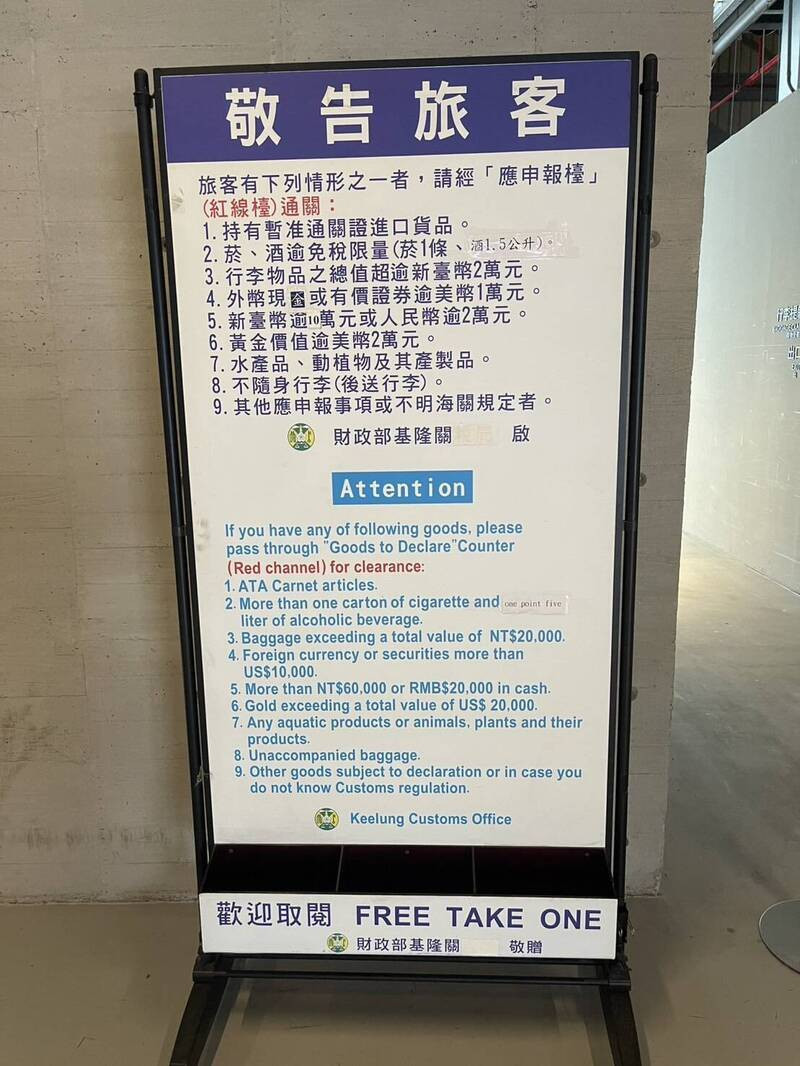 敬告旅客
旅客有下列情形之一者，請經「應申報檯」
(紅線檯)通關：
1.持有暫准通關證進口貨品。
2.菸、酒逾免稅限量(菸1條、酒1.5公升)。
3.行李物品之總值超逾新臺幣2萬元。
4.外幣現金或有價證券逾美幣1萬元。
5.新臺幣逾10萬元或人民幣逾2萬元。
6.黃金價值逾美幣2萬元。
7.水產品、動植物及其產製品。
8.不隨身行李(後送行李)。
9.其他應申報事項或不明海關規定者。
財政部基隆關 啟
Attention
If you have any of following goods, please
pass through "Goods to Declare"Counter
(Red channel) for clearance:
1. ATA Carnet articles.
2. More than one carton of cigarette and one point five
liter of alcoholic beverage.
3. Baggage exceeding a total value of NT$20,000.
4. Foreign currency or securities more than
US$10,000.
5. More than NT$60,000 or RMB$20,000 in cash.
6. Gold exceeding a total value of US$ 20,000.
7. Any aquatic products or animals, plants and their
products.
8. Unaccompanied baggage.
9. Other goods subject to declaration or in case you
do not know Customs regulation.
Keelung Customs Office
歡迎取閱 FREE TAKE ONE
財政部基隆關 敬贈